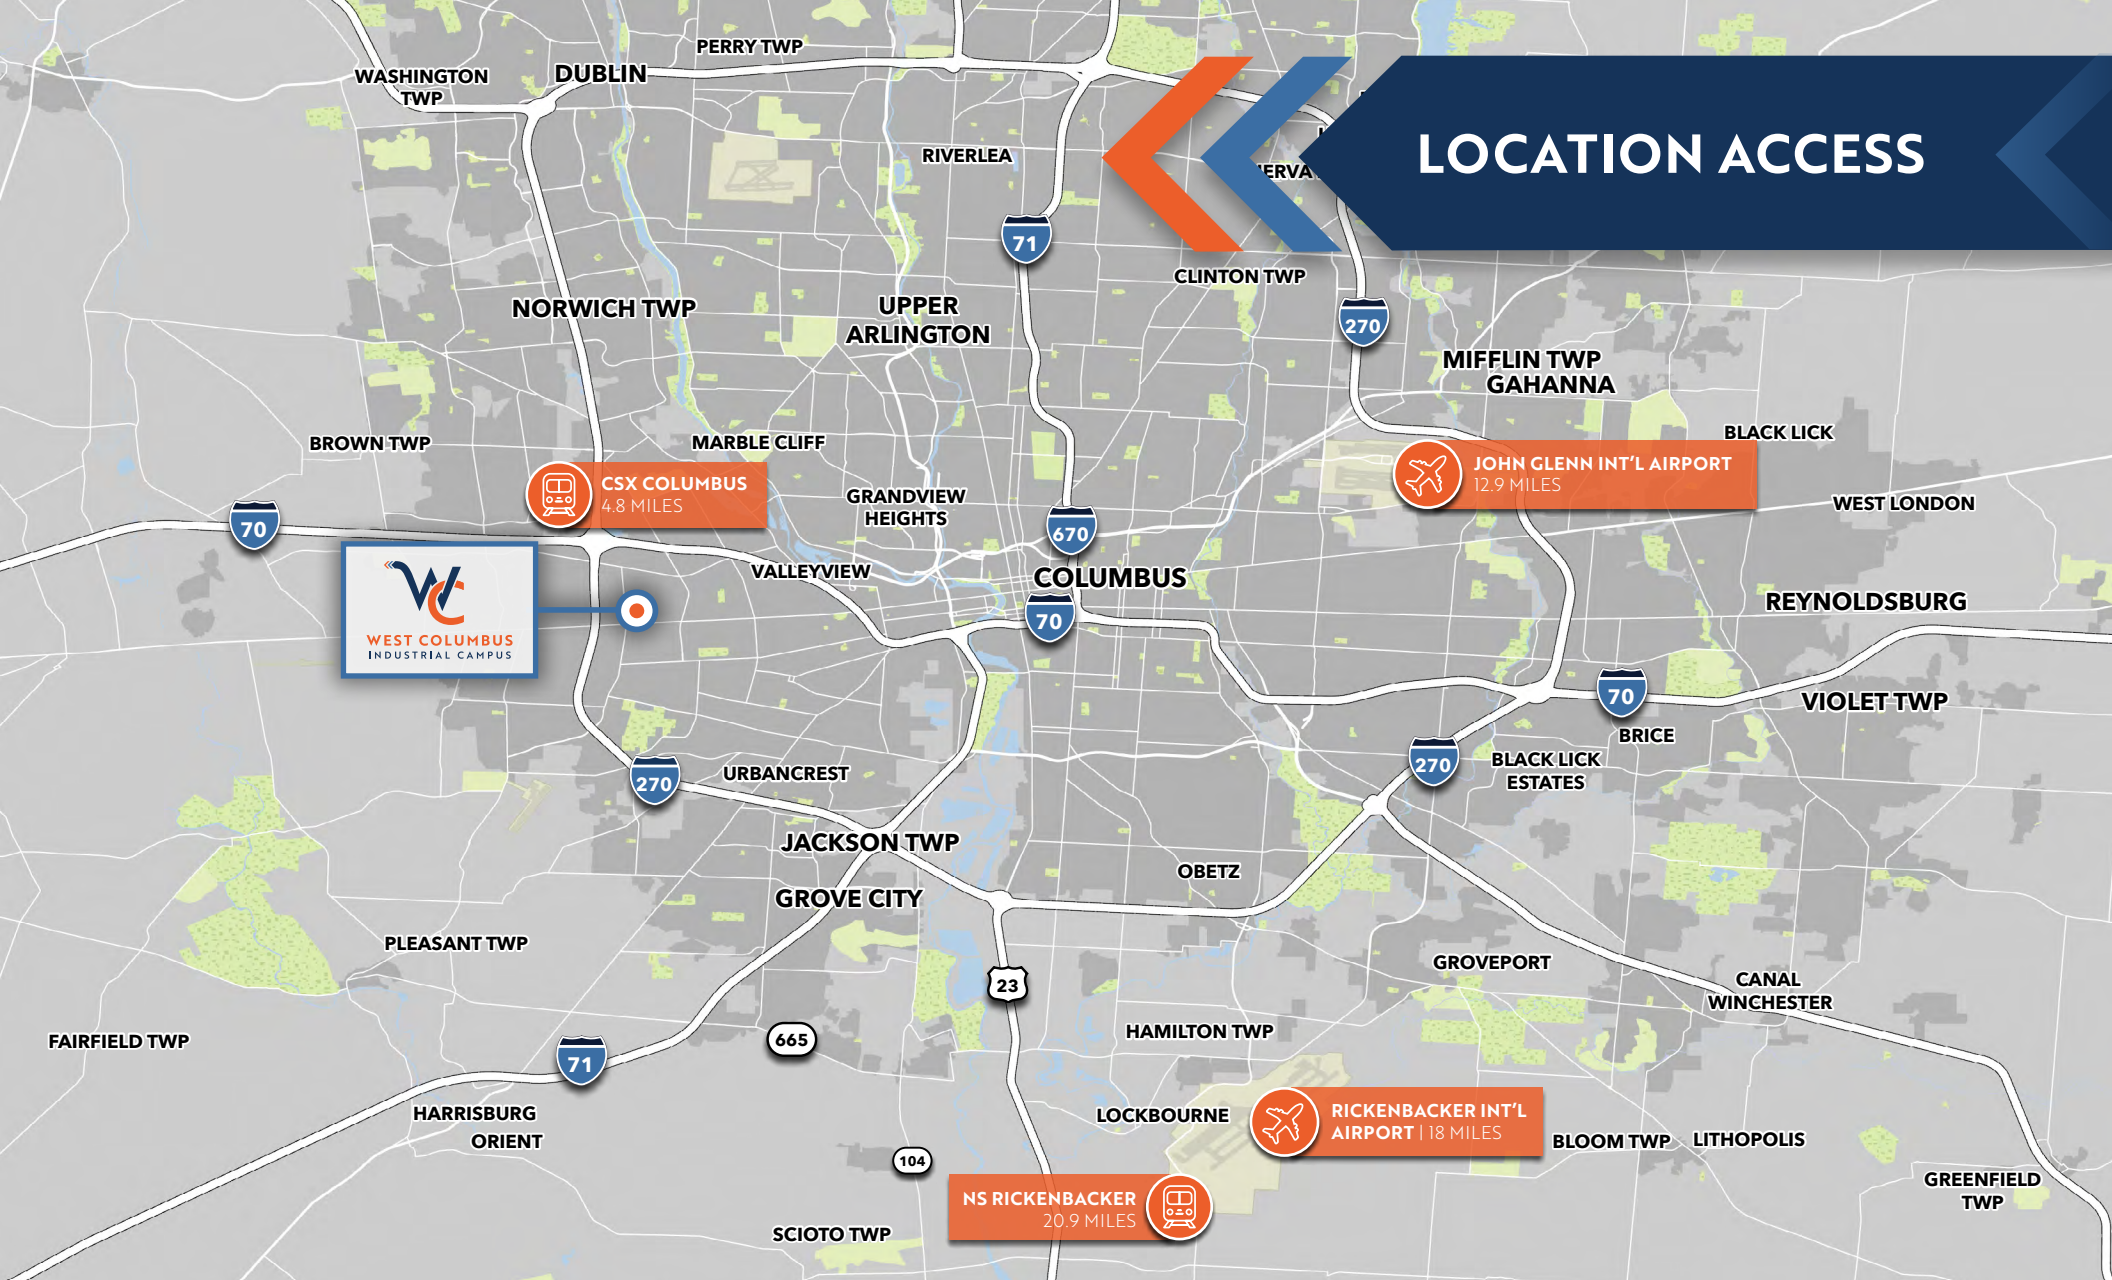 PERRY TWP
WASHINGTON
TWP
DUBLIN
LOCATION ACCESS
RIVERLEA
71
CLINTON TWP
NORWICH TWP
UPPER
ARLINGTON
270
MIFFLIN TWP
GAHANNA
BROWN TWP
MARBLE CLIFF
BLACK LICK
CSX COLUMBUS
4.8 MILES
JOHN GLENN INT'L AIRPORT
12.9 MILES
GRANDVIEW
HEIGHTS
WEST LONDON
70
670
VALLEYVIEW
COLUMBUS
WC
WEST COLUMBUS
INDUSTRIAL CAMPUS
70
REYNOLDSBURG
70
VIOLET TWP
BRICE
270
URBANCREST
270
BLACK LICK
ESTATES
JACKSON TWP
OBETZ
GROVE CITY
PLEASANT TWP
GROVEPORT
23
CANAL
WINCHESTER
FAIRFIELD TWP
665
HAMILTON TWP
71
HARRISBURG
ORIENT
LOCKBOURNE
RICKENBACKER INT'L
AIRPORT | 18 MILES
BLOOM TWP
LITHOPOLIS
104
NS RICKENBACKER
20.9 MILES
GREENFIELD
TWP
SCIOTO TWP